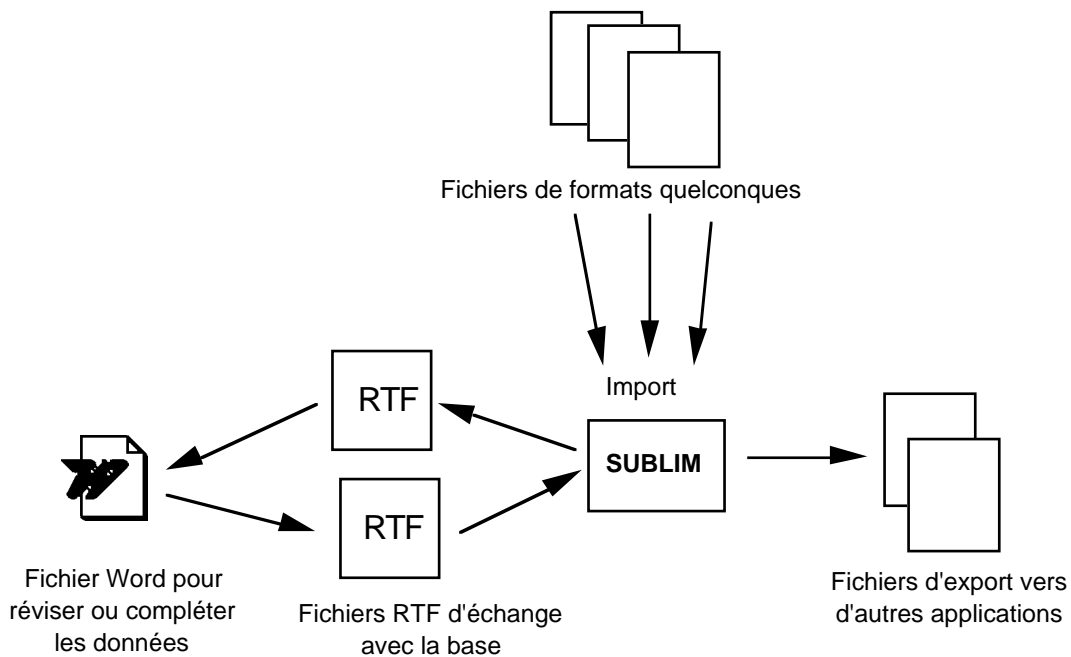 Fichiers de formats quelconques
Import
RTF
SUBLIM
RTF
Fichier Word pour
réviser ou compléter
les données
Fichiers RTF d'échange
avec la base
Fichiers d'export vers
d'autres applications